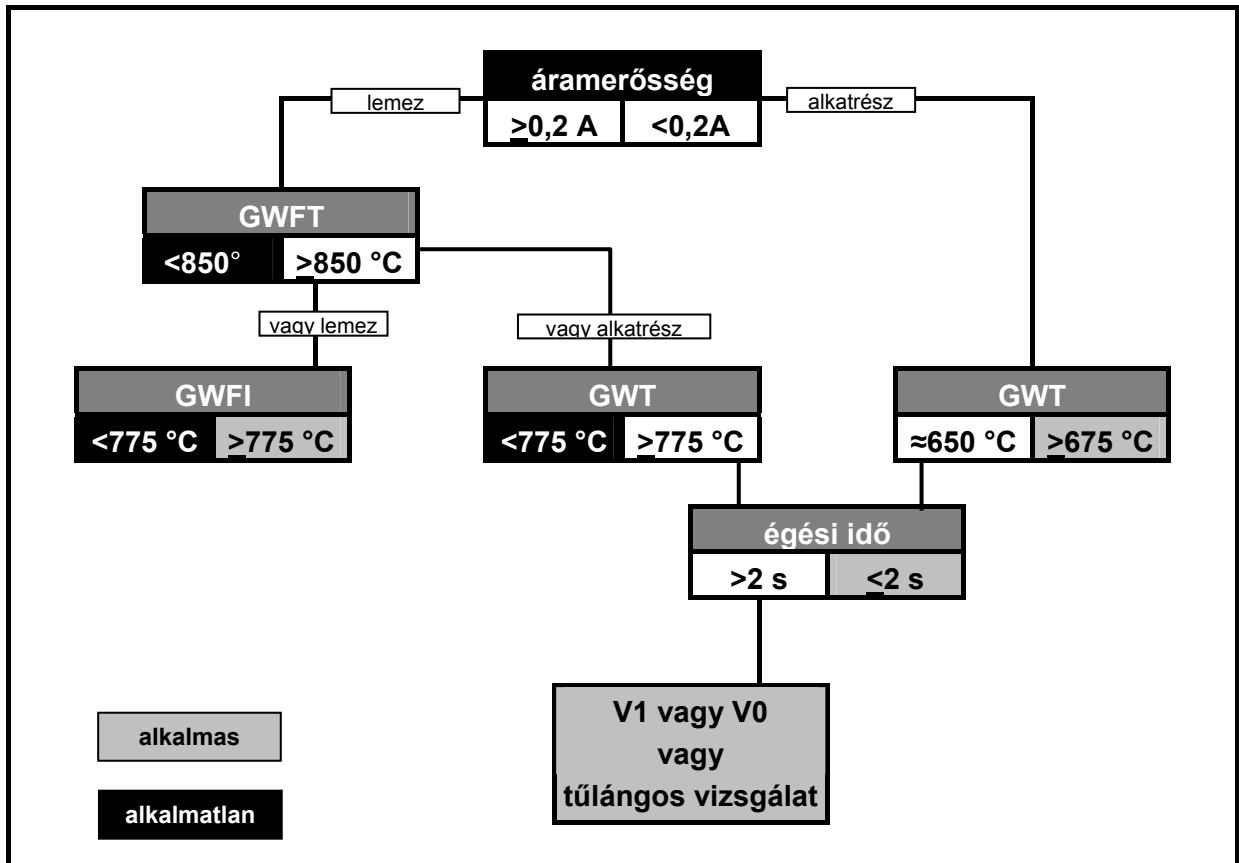 áramerősség
lemez
alkatrész
≥0,2 A <0,2A
GWFT
<850° ≥850 °C
vagy lemez vagy alkatrész
GWFI GWT GWT
<775 °C ≥775 °C <775 °C ≥775 °C ≈650 °C ≥675 °C
égési idő
>2 s ≤2 s
V1 vagy V0
vagy
tűlángos vizsgálat
alkalmas
alkalmatlan